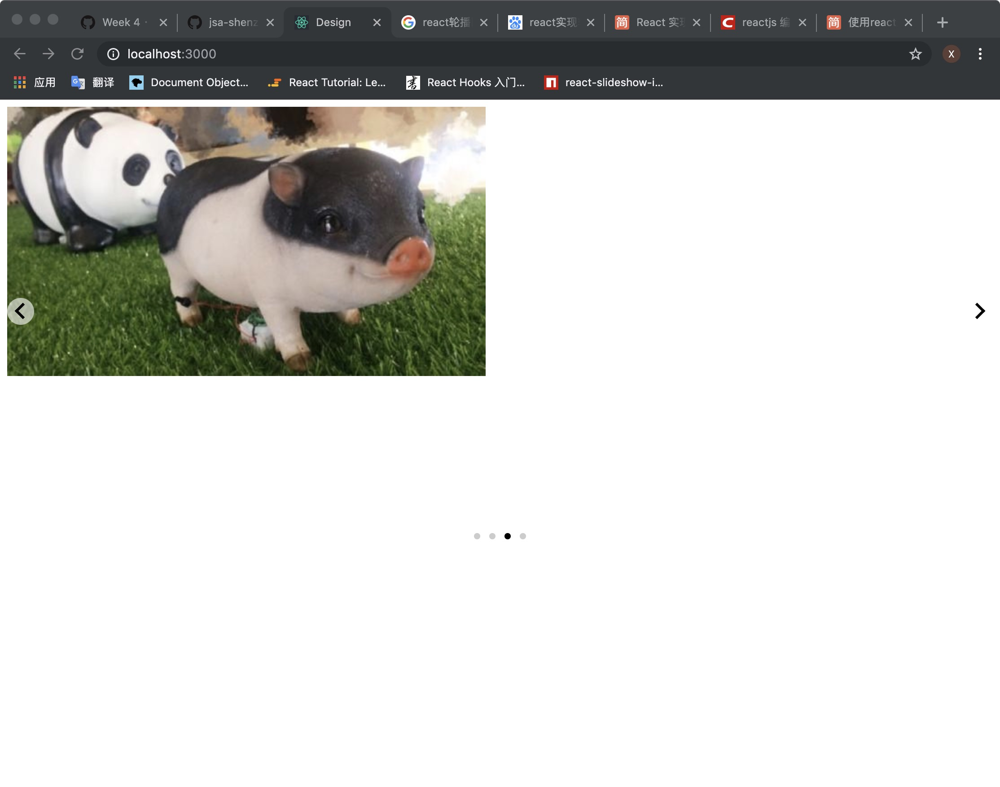 Week 4 ·
jsa-shenz
Design
react轮播
react实现
React 实现
reactjs 编
使用react
localhost:3000
X
应用
翻译
Document Object...
React Tutorial: Le...
React Hooks 入门...
react-slideshow-i...